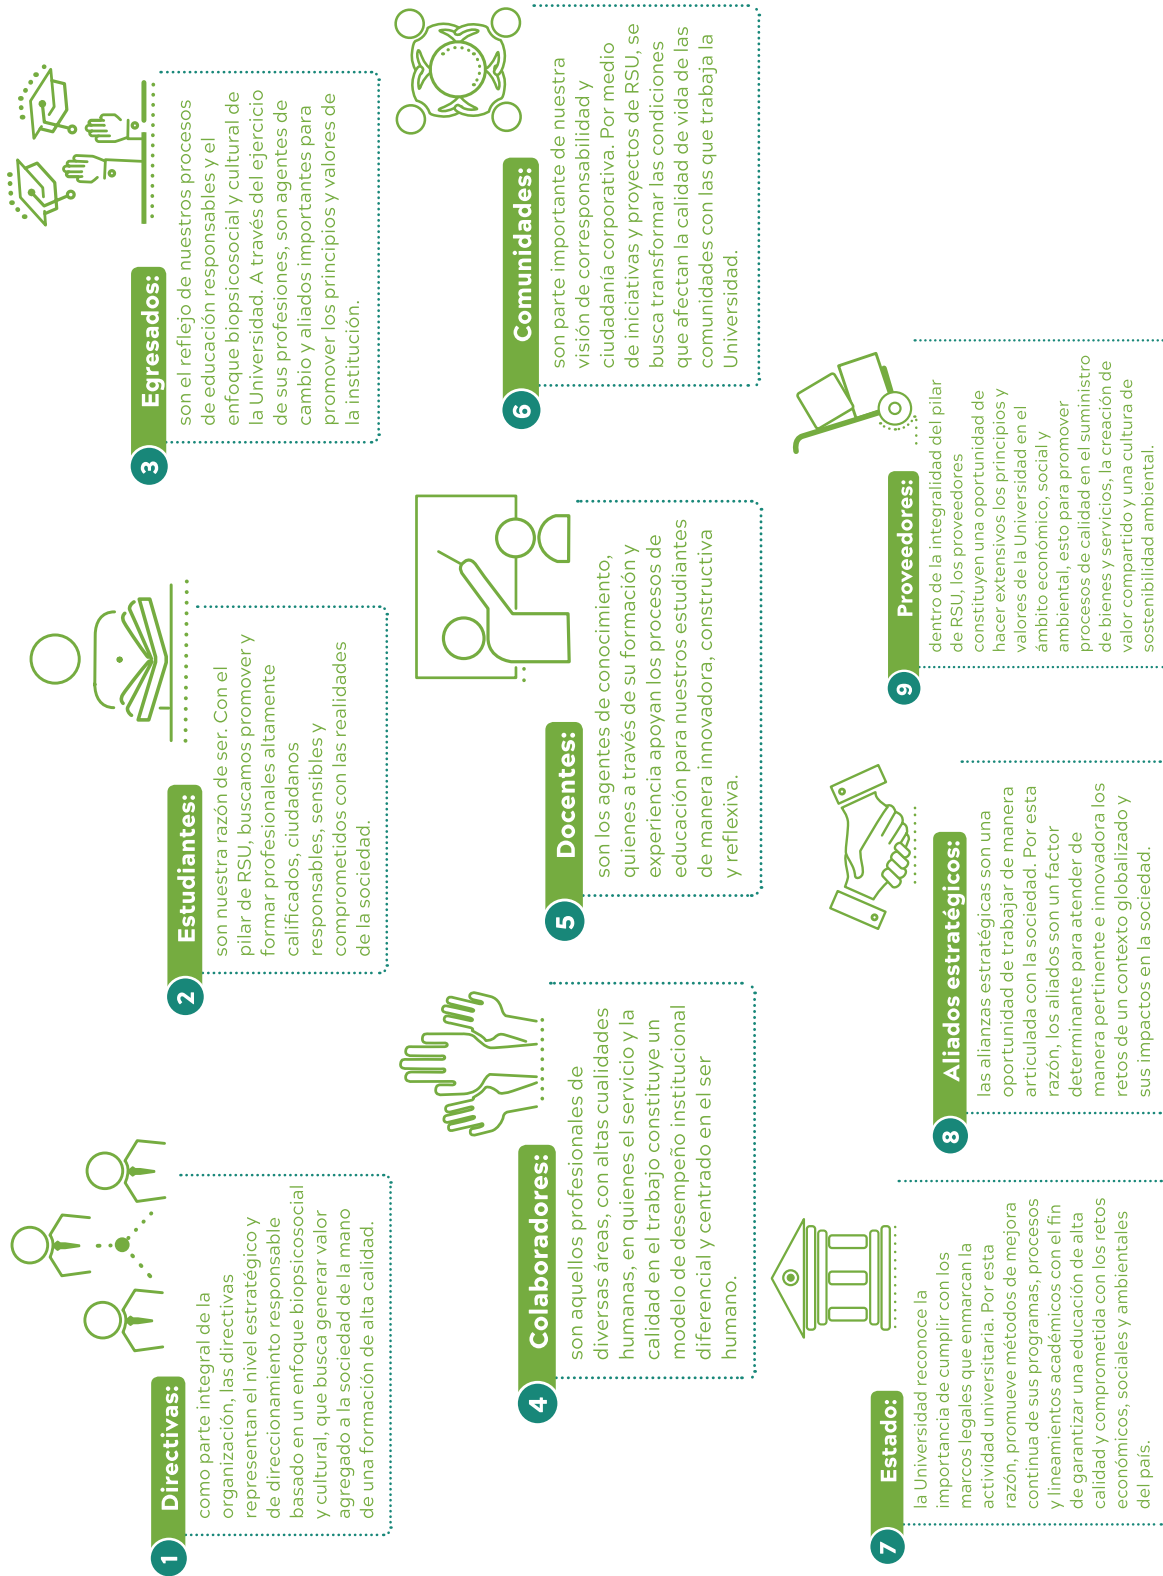 1
Directivas:
como parte integral de la
organización, las directivas
representan el nivel estratégico y
de direccionamiento responsable
basado en un enfoque biopsicosocial
y cultural, que busca generar valor
agregado a la sociedad de la mano
de una formación de alta calidad.
2
Estudiantes:
son nuestra razón de ser. Con el
pilar de RSU, buscamos promover y
formar profesionales altamente
calificados, ciudadanos
responsables, sensibles y
comprometidos con las realidades
de la sociedad.
3
Egresados:
son el reflejo de nuestros procesos
de educación responsables y el
enfoque biopsicosocial y cultural de
la Universidad. A través del ejercicio
de sus profesiones, son agentes de
cambio y aliados importantes para
promover los principios y valores de
la institución.
4
Colaboradores:
son aquellos profesionales de
diversas áreas, con altas cualidades
humanas, en quienes el servicio y la
calidad en el trabajo constituye un
modelo de desempeño institucional
diferencial y centrado en el ser
humano.
5
Docentes:
son los agentes de conocimiento,
quienes a través de su formación y
experiencia apoyan los procesos de
educación para nuestros estudiantes
de manera innovadora, constructiva
y reflexiva.
6
Comunidades:
son parte importante de nuestra
visión de corresponsabilidad y
ciudadanía corporativa. Por medio
de iniciativas y proyectos de RSU, se
busca transformar las condiciones
que afectan la calidad de vida de las
comunidades con las que trabaja la
Universidad.
7
Estado:
la Universidad reconoce la
importancia de cumplir con los
marcos legales que enmarcan la
actividad universitaria. Por esta
razón, promueve métodos de mejora
continua de sus programas, procesos
y lineamientos académicos con el fin
de garantizar una educación de alta
calidad y comprometida con los retos
económicos, sociales y ambientales
del país.
8
Aliados estratégicos:
las alianzas estratégicas son una
oportunidad de trabajar de manera
articulada con la sociedad. Por esta
razón, los aliados son un factor
determinante para atender de
manera pertinente e innovadora los
retos de un contexto globalizado y
sus impactos en la sociedad.
9
Proveedores:
dentro de la integralidad del pilar
de RSU, los proveedores
constituyen una oportunidad de
hacer extensivos los principios y
valores de la Universidad en el
ámbito económico, social y
ambiental, esto para promover
procesos de calidad en el suministro
de bienes y servicios, la creación de
valor compartido y una cultura de
sostenibilidad ambiental.